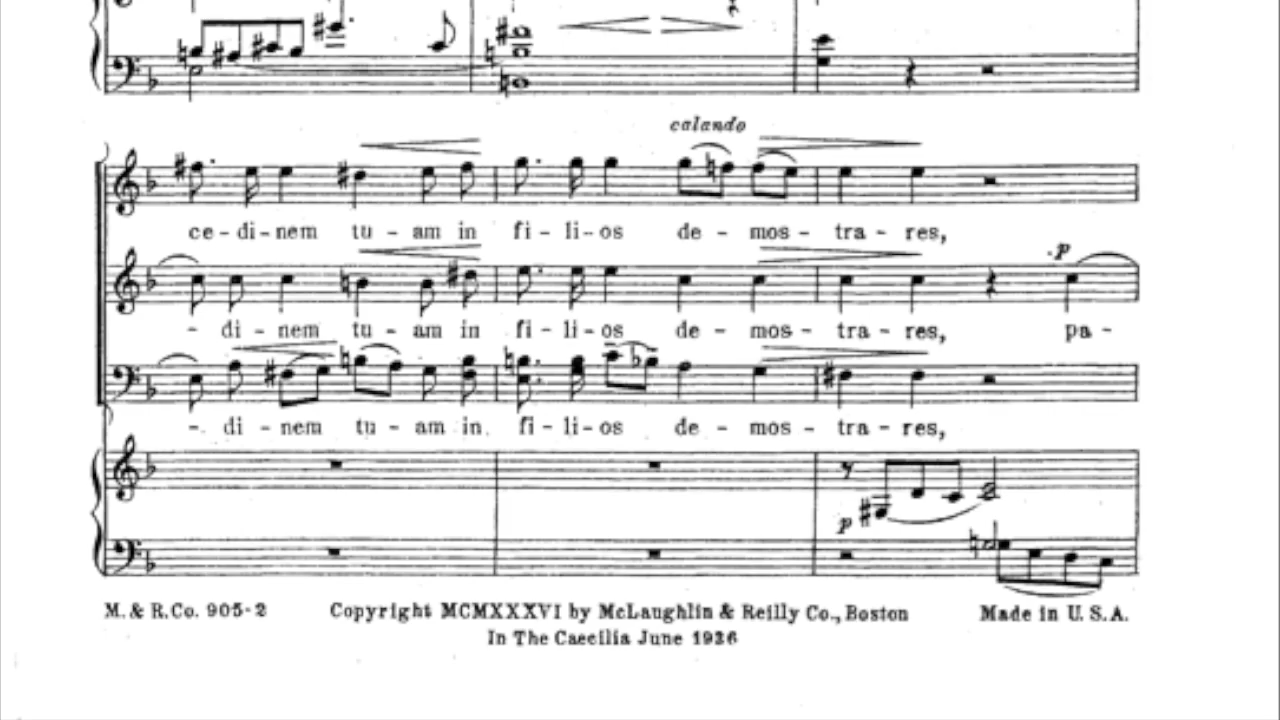 calando
ce-di-nem tu-am in fi-li-os de-mos-tra-res,
p
-di-nem tu-am in fi-li-os de-mos-tra-res, pa-
-di-nem tu-am in fi-li-os de-mos-tra-res,
p
M. & R. Co. 905-2 Copyright MCMXXXVI by McLaughlin & Reilly Co., Boston Made in U. S. A.
In The Caecilia June 1936